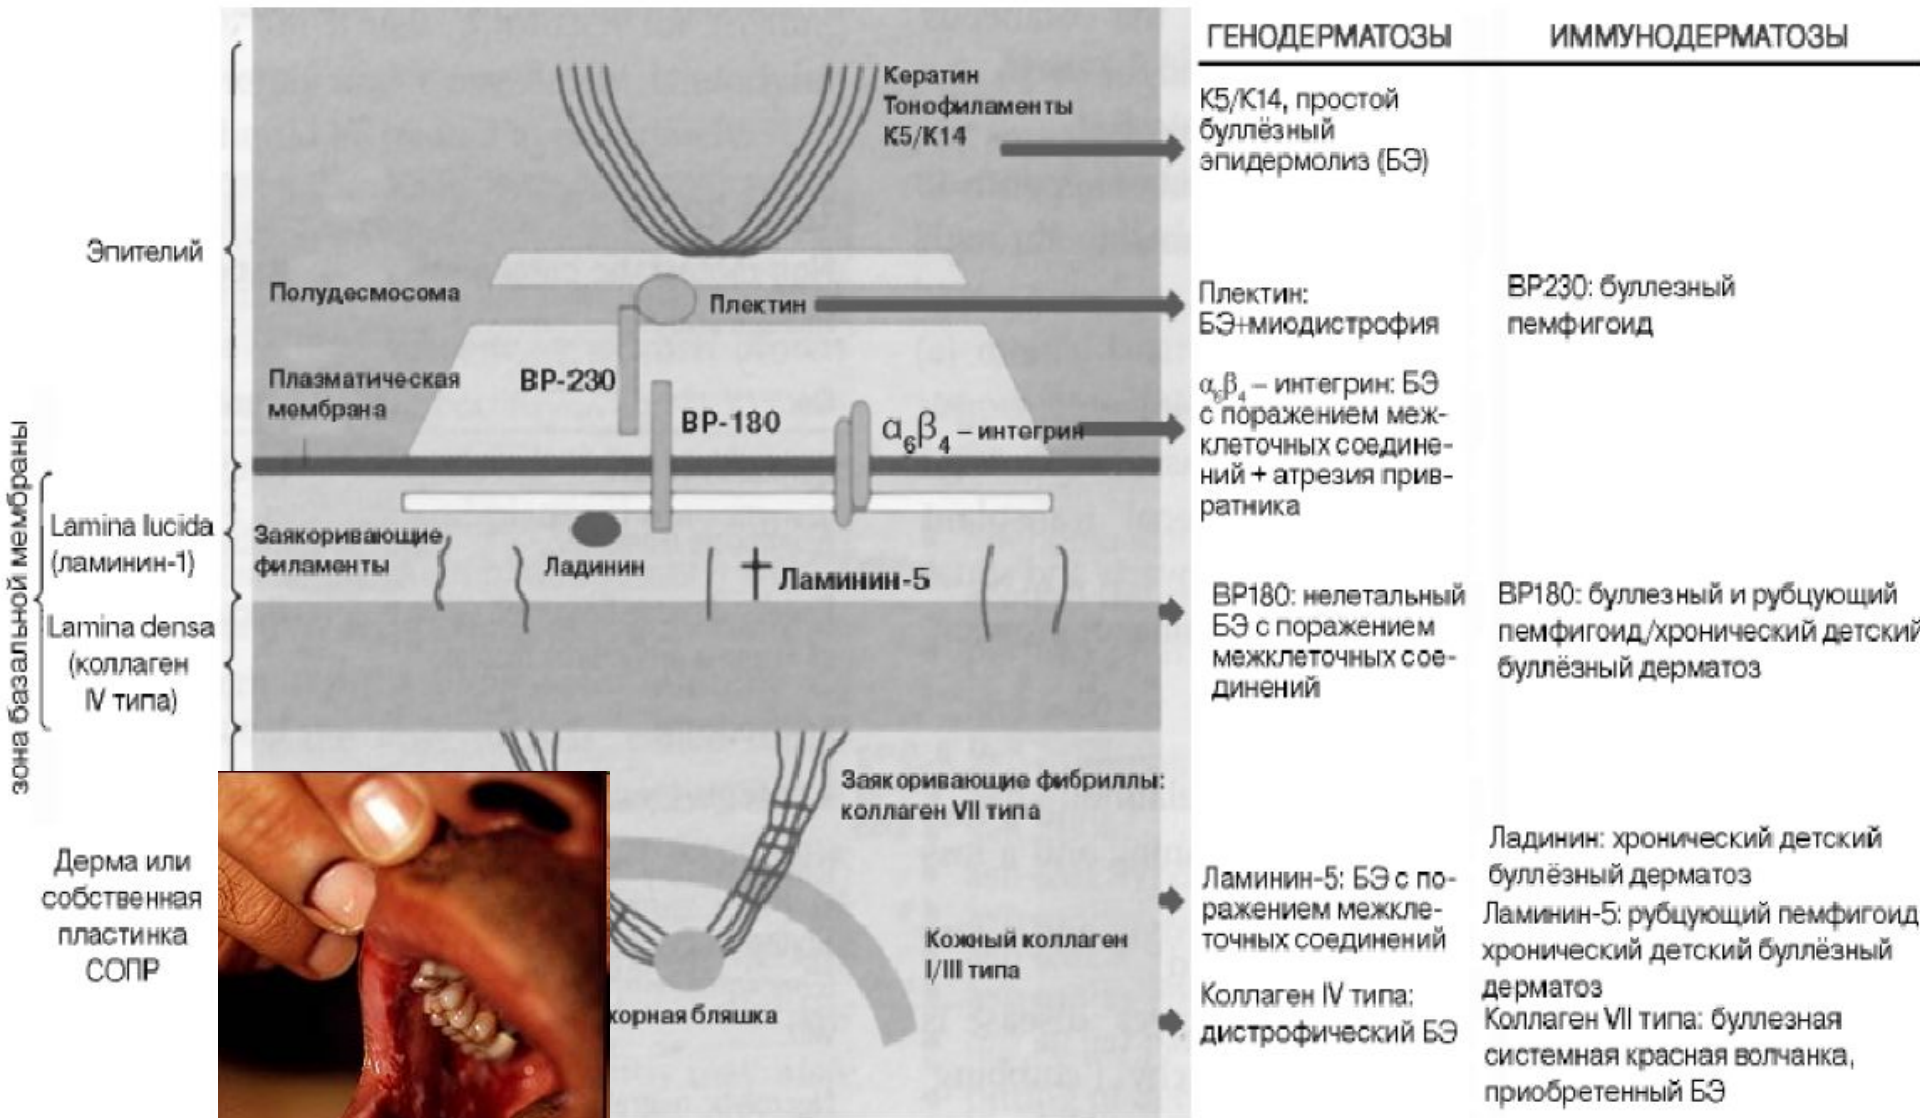 ГЕНОДЕРМАТОЗЫ
ИММУНОДЕРМАТОЗЫ
Кератин
Тонофиламенты
К5/К14
К5/К14, простой
буллёзный
эпидермолиз (БЭ)
Эпителий
Полудесмосома
Плектин
Плектин:
БЭ+миодистрофия
ВР230: буллезный
пемфигоид
Плазматическая
мембрана
ВР-230
ВР-180
α₆β₄ – интегрин
α₆β₄ – интегрин: БЭ
с поражением меж-
клеточных соедине-
ний + атрезия прив-
ратника
зона базальной мембраны
Lamina lucida
(ламинин-1)
Заякоривающие
филаменты
Ладинин
Ламинин-5
Lamina densa
(коллаген
IV типа)
ВР180: нелетальный
БЭ с поражением
межклеточных сое-
динений
ВР180: буллезный и рубцующий
пемфигоид/хронический детский
буллёзный дерматоз
Заякоривающие фибриллы:
коллаген VII типа
Дерма или
собственная
пластинка
СОПР
Кожный коллаген
I/III типа
корная бляшка
Ламинин-5: БЭ с по-
ражением межкле-
точных соединений
Ладинин: хронический детский
буллёзный дерматоз
Ламинин-5: рубцующий пемфигоид,
хронический детский буллёзный
дерматоз
Коллаген IV типа:
дистрофический БЭ
Коллаген VII типа: буллезная
системная красная волчанка,
приобретенный БЭ